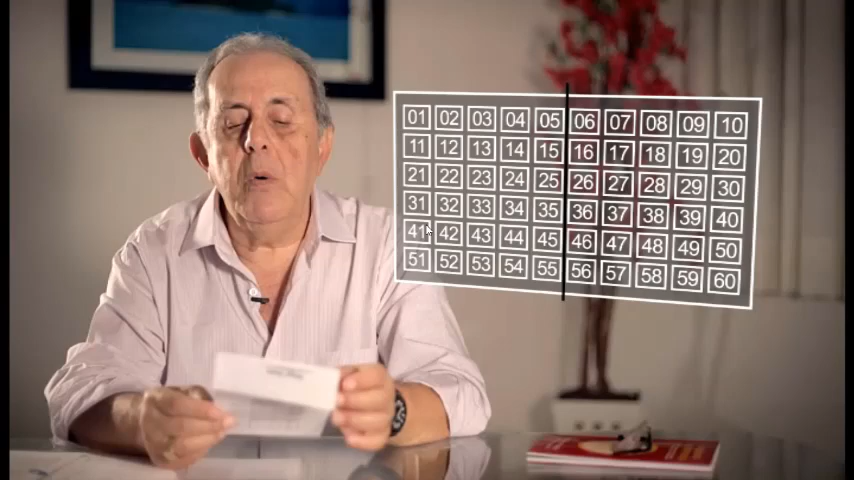 01 02 03 04 05 06 07 08 09 10
11 12 13 14 15 16 17 18 19 20
21 22 23 24 25 26 27 28 29 30
31 32 33 34 35 36 37 38 39 40
41 42 43 44 45 46 47 48 49 50
51 52 53 54 55 56 57 58 59 60